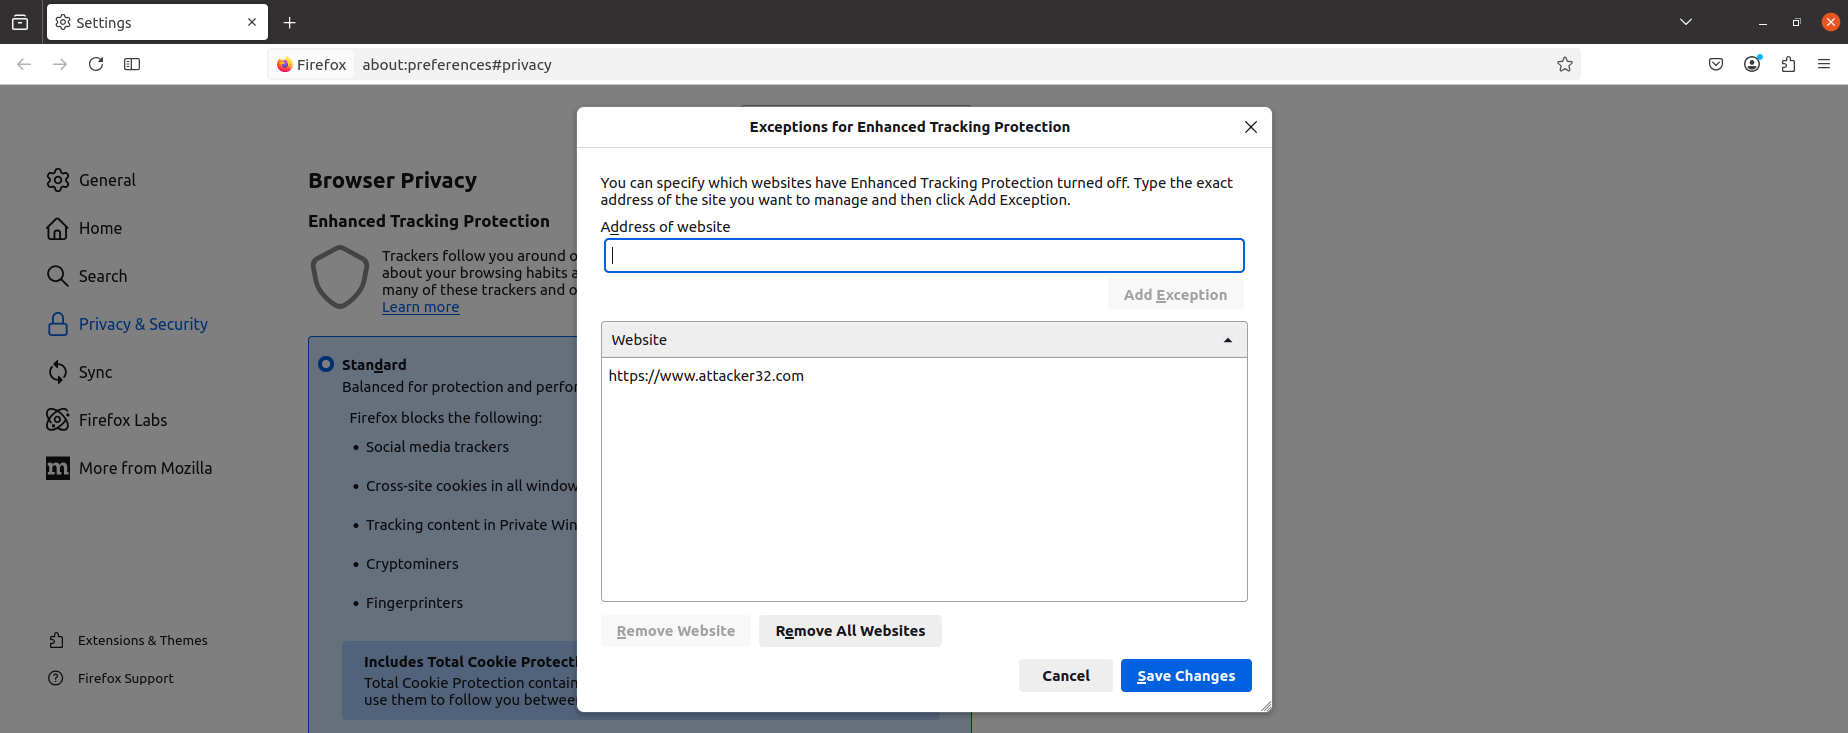 Settings
Firefox
about:preferences#privacy
Exceptions for Enhanced Tracking Protection
You can specify which websites have Enhanced Tracking Protection turned off. Type the exact
address of the site you want to manage and then click Add Exception.
Address of website
Add Exception
Website
https://www.attacker32.com
Remove Website
Remove All Websites
Cancel
Save Changes
General
Home
Search
Privacy & Security
Sync
Firefox Labs
More from Mozilla
Extensions & Themes
Firefox Support
Browser Privacy
Enhanced Tracking Protection
Trackers follow you around
about your browsing habits
many of these trackers and
Learn more
Standard
Balanced for protection and
Firefox blocks the following:
Social media trackers
Cross-site cookies in all
Tracking content in Private
Cryptominers
Fingerprinters
Includes Total Cookie
Total Cookie Protection
use them to follow you